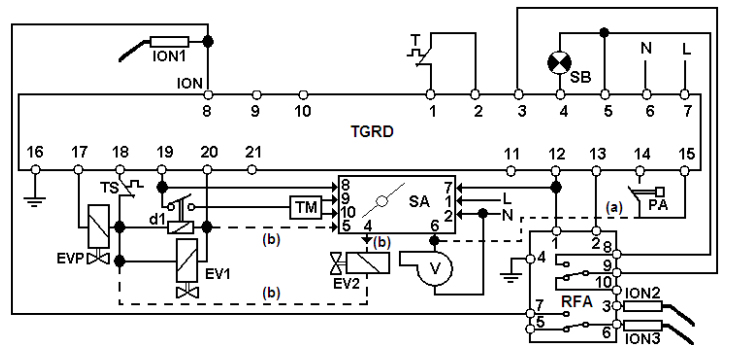 ION1
T
SB
N L
ION
8 9 10 1 2 3 4 5 6 7
TGRD
16 17 18 19 20 21 11 12 13 14 15
TS
d1
TM
8
9
10
5 4
SA
7
1
2
6
L
N
(a)
PA
EVP
EV1
(b)
(b)
(b)
EV2
V
1 2
4
8
9
10
RFA
7
5
3
6
ION2
ION3